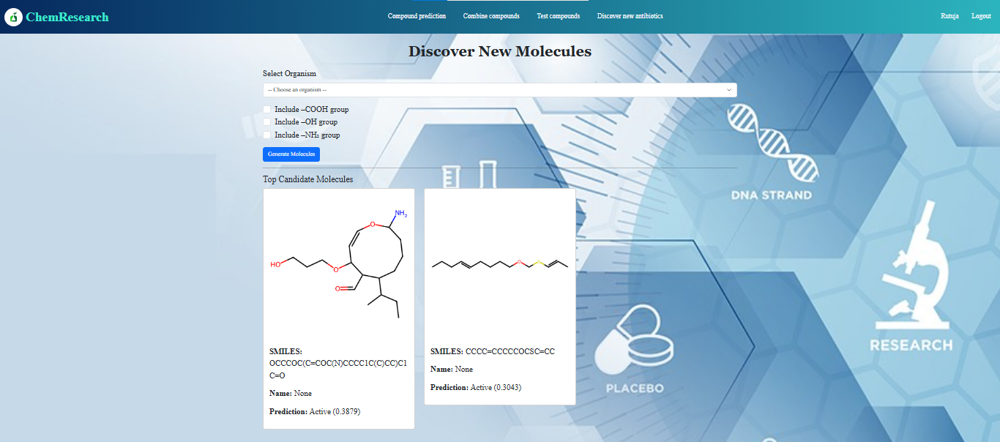 ChemResearch
Compound prediction Combine compounds Test compounds Discover new antibiotics
Rutuja Logout
Discover New Molecules
Select Organism
-- Choose an organism --
Include –COOH group
Include –OH group
Include –NH₂ group
Generate Molecules
Top Candidate Molecules
NH₂
O
HO
O
O
O
S
SMILES:
OCCCOC(C=COC(N)CCCC1C(C)CC)C1
C=O
Name: None
Prediction: Active (0.3879)
SMILES: CCCC=CCCCCOCSC=CC
Name: None
Prediction: Active (0.3043)
DNA STRAND
RESEARCH
PLACEBO